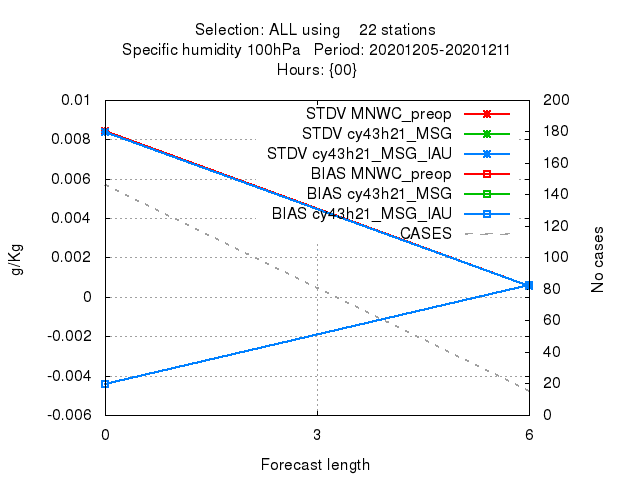 Selection: ALL using    22 stations
Specific humidity 100hPa   Period: 20201205-20201211
Hours: {00}
0.01
0.008
0.006
0.004
0.002
0
-0.002
-0.004
-0.006
g/Kg
STDV MNWC_preop
STDV cy43h21_MSG
STDV cy43h21_MSG_IAU
BIAS MNWC_preop
BIAS cy43h21_MSG
BIAS cy43h21_MSG_IAU
CASES
200
180
160
140
120
100
80
60
40
20
0
No cases
0 3 6
Forecast length